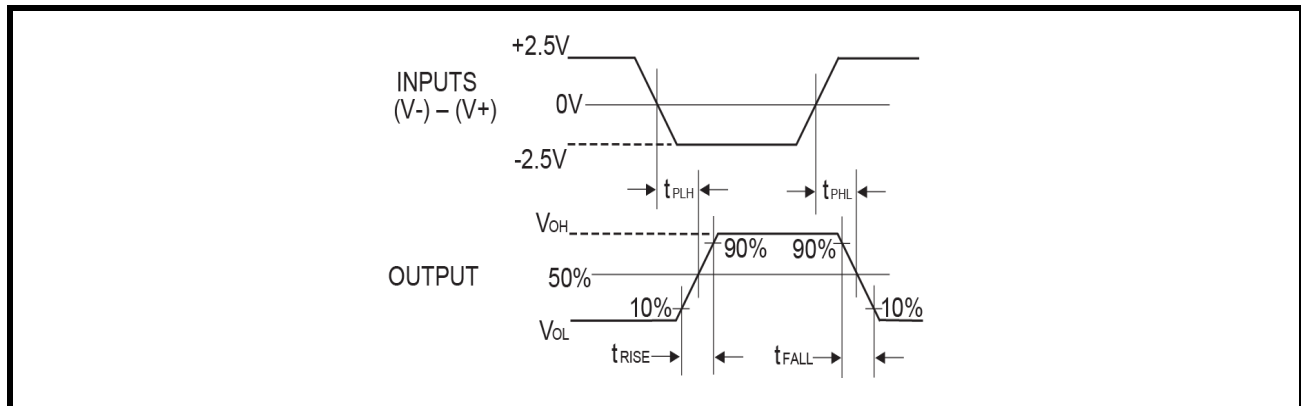 +2.5V
INPUTS
(V-) – (V+)
0V
-2.5V
tPLH
tPHL
VOH
90%
90%
OUTPUT
50%
10%
10%
VOL
tRISE
tFALL